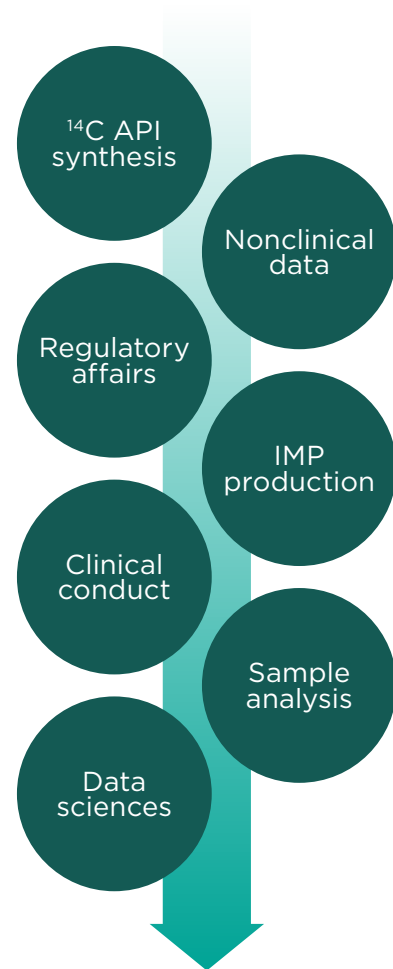 ¹⁴C API
synthesis
Nonclinical
data
Regulatory
affairs
IMP
production
Clinical
conduct
Sample
analysis
Data
sciences